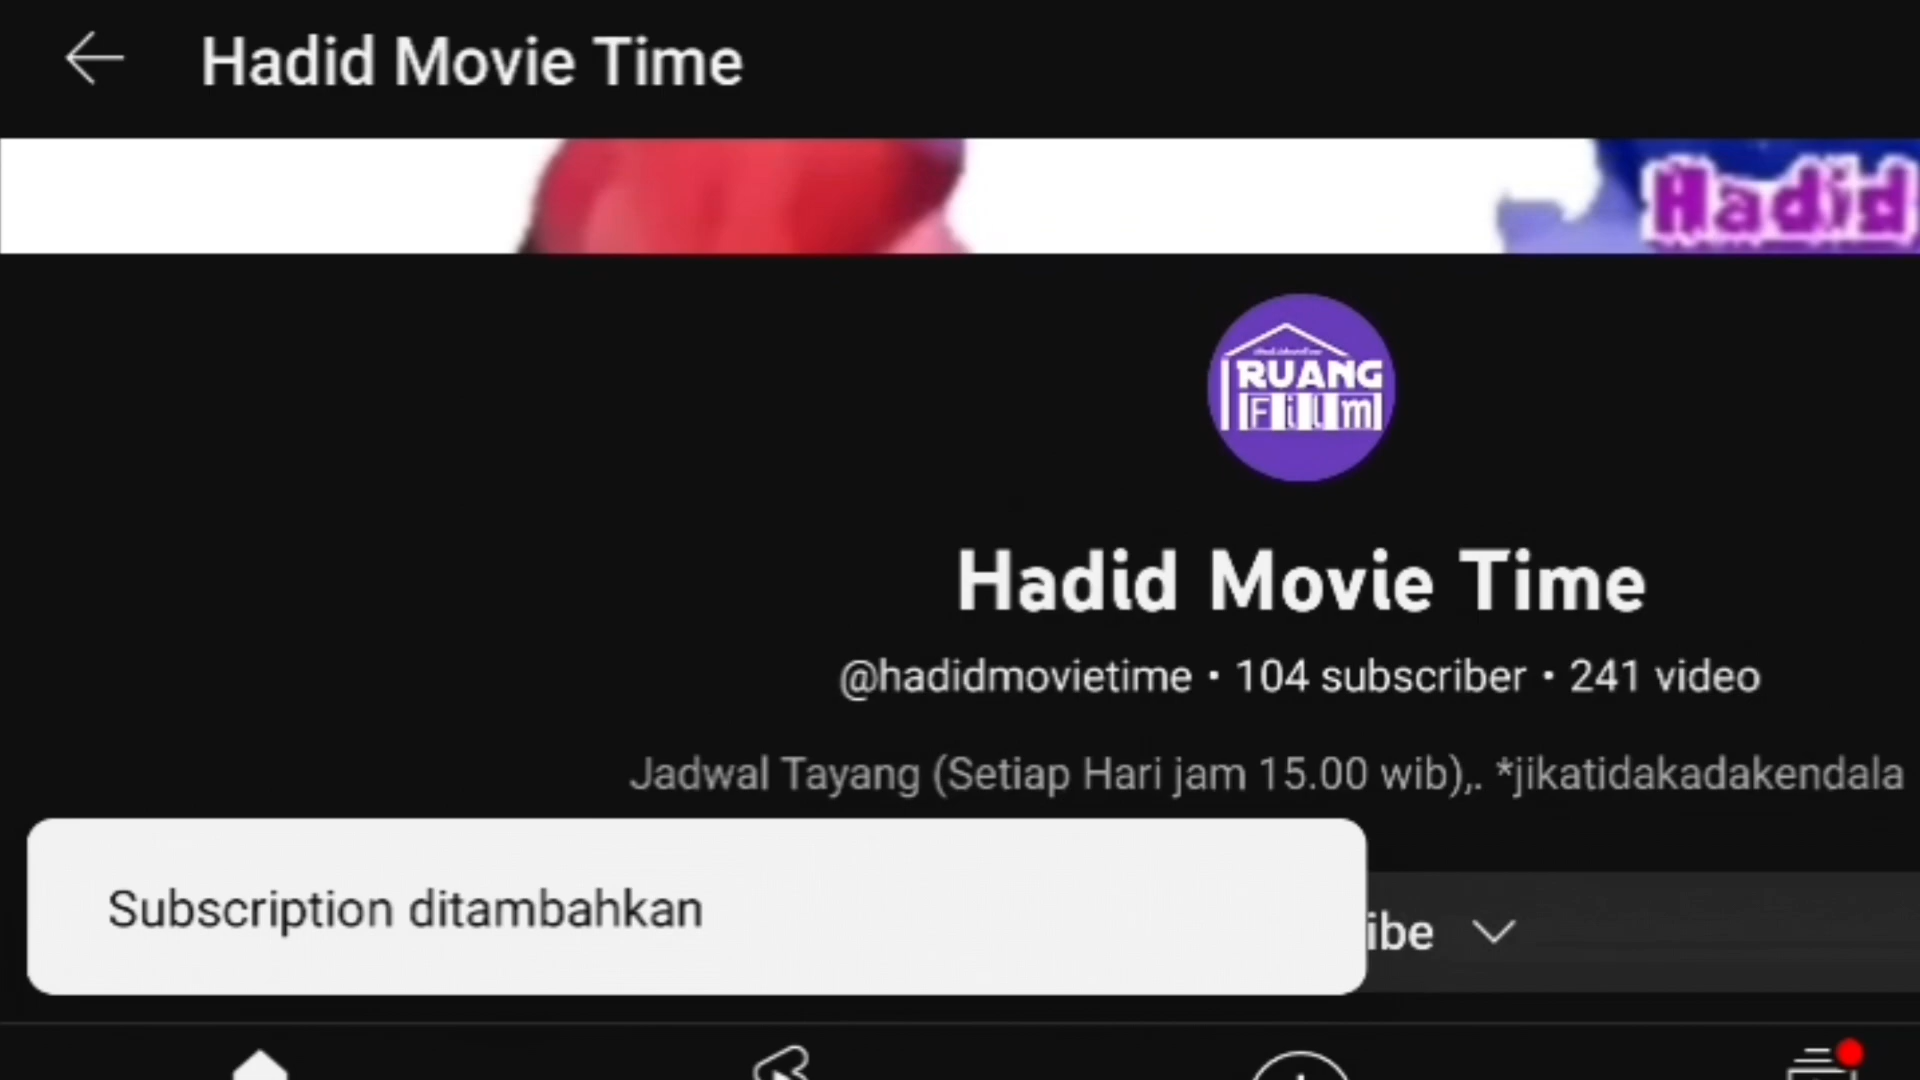 Hadid Movie Time
Hadid
RUANG
Film
Hadid Movie Time
@hadidmovietime • 104 subscriber • 241 video
Jadwal Tayang (Setiap Hari jam 15.00 wib),. *jikatidakadakendala
Subscription ditambahkan
ibe